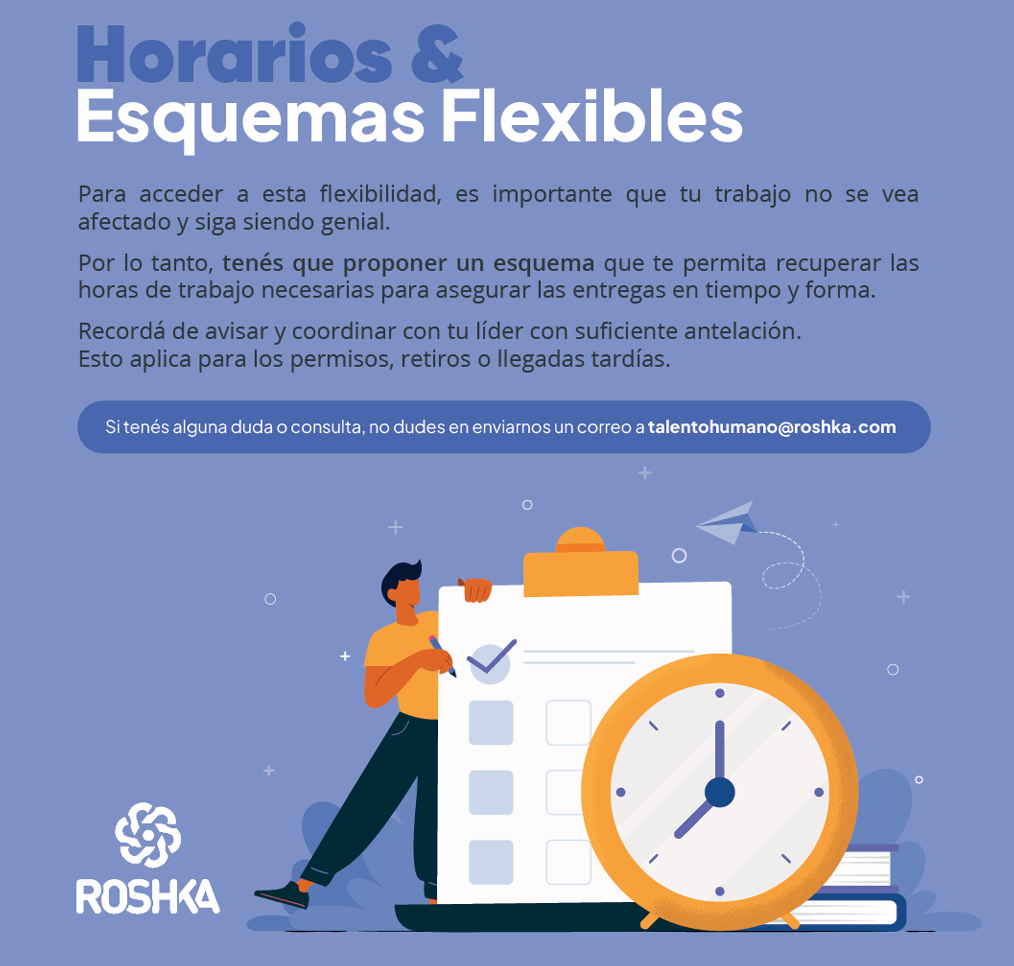 Horarios &
Esquemas Flexibles
Para acceder a esta flexibilidad, es importante que tu trabajo no se vea
afectado y siga siendo genial.
Por lo tanto, tenés que proponer un esquema que te permita recuperar las
horas de trabajo necesarias para asegurar las entregas en tiempo y forma.
Recordá de avisar y coordinar con tu líder con suficiente antelación.
Esto aplica para los permisos, retiros o llegadas tardías.
Si tenés alguna duda o consulta, no dudes en enviarnos un correo a talentohumano@roshka.com
ROSHKA